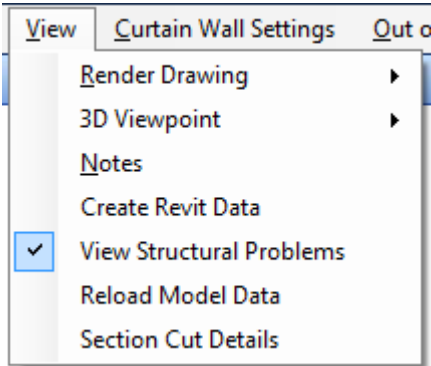 View Curtain Wall Settings Out o
Render Drawing
3D Viewpoint
Notes
Create Revit Data
View Structural Problems
Reload Model Data
Section Cut Details